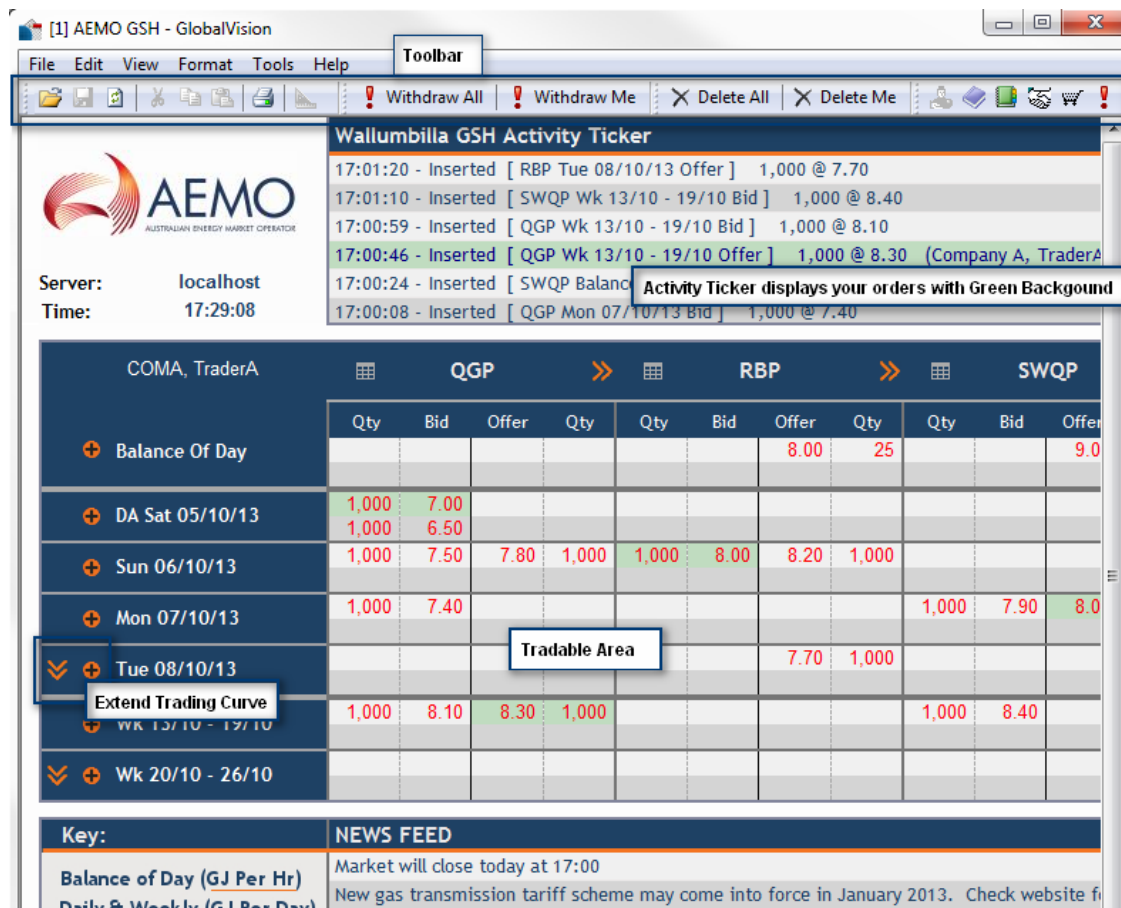 [1] AEMO GSH - GlobalVision
File Edit View Format Tools Help
Toolbar
Withdraw All Withdraw Me Delete All Delete Me
Wallumbilla GSH Activity Ticker
17:01:20 - Inserted [ RBP Tue 08/10/13 Offer ] 1,000 @ 7.70
17:01:10 - Inserted [ SWQP Wk 13/10 - 19/10 Bid ] 1,000 @ 8.40
17:00:59 - Inserted [ QGP Wk 13/10 - 19/10 Bid ] 1,000 @ 8.10
17:00:46 - Inserted [ QGP Wk 13/10 - 19/10 Offer ] 1,000 @ 8.30 (Company A, TraderA
17:00:24 - Inserted [ SWQP Balanc
17:00:08 - Inserted [ QGP Mon 07/10/13 Bid ] 1,000 @ 7.40
Activity Ticker displays your orders with Green Backgound
AEMO
AUSTRALIAN ENERGY MARKET OPERATOR
Server: localhost
Time: 17:29:08
COMA, TraderA QGP RBP SWQP
Qty Bid Offer Qty Qty Bid Offer Qty Qty Bid Offer
Balance Of Day 8.00 25 9.0
DA Sat 05/10/13 1,000 7.00
1,000 6.50
Sun 06/10/13 1,000 7.50 7.80 1,000 1,000 8.00 8.20 1,000
Mon 07/10/13 1,000 7.40 1,000 7.90 8.0
Tradable Area
Tue 08/10/13 7.70 1,000
Extend Trading Curve
Wk 13/10 - 19/10 1,000 8.10 8.30 1,000 1,000 8.40
Wk 20/10 - 26/10
Key:
Balance of Day (GJ Per Hr)
Daily & Weekly (GJ Per Day)
NEWS FEED
Market will close today at 17:00
New gas transmission tariff scheme may come into force in January 2013. Check website f